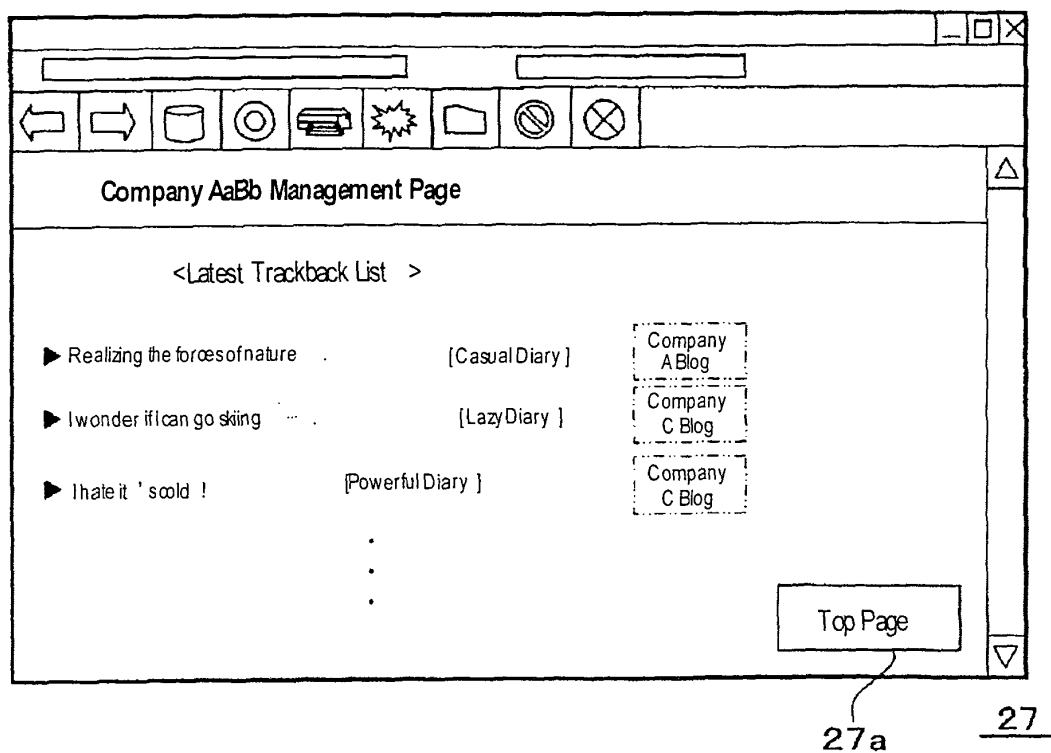 Company AaBb Management Page
<Latest Trackback List >
▶ Realizing the forces of nature . [Casual Diary ] Company A Blog
▶ I wonder if I can go skiing ... . [Lazy Diary ] Company C Blog
▶ I hate it ' s cold ! [Powerful Diary ] Company C Blog
Top Page
27a
27